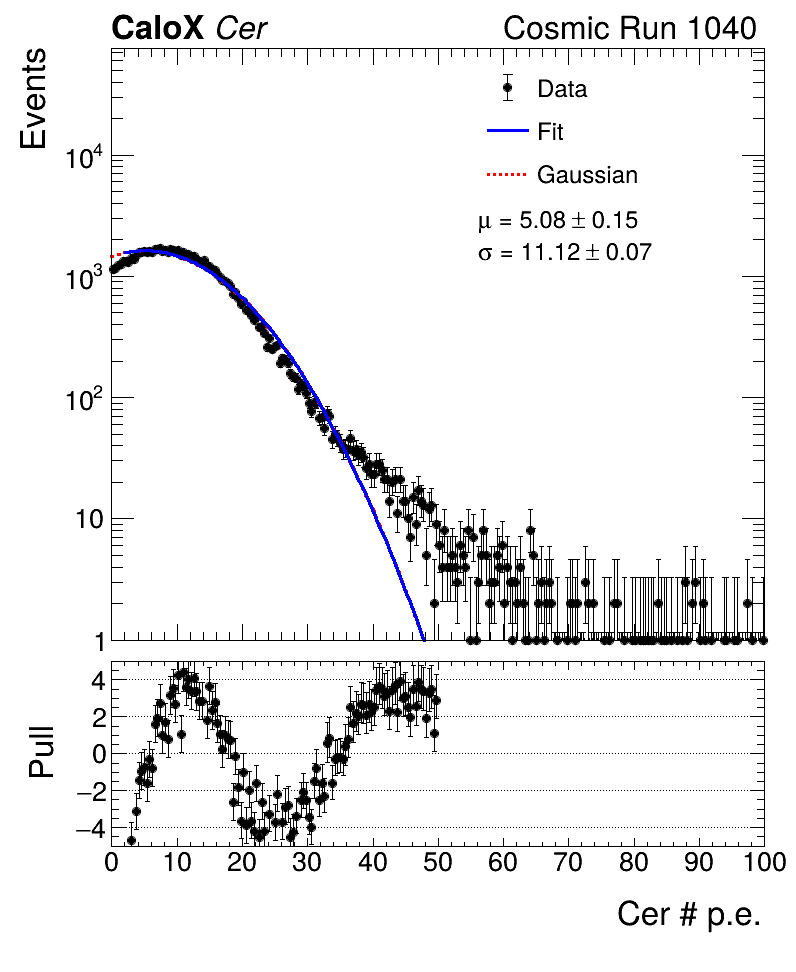 CaloX Cer Cosmic Run 1040
Events
Data
Fit
Gaussian
μ = 5.08 ± 0.15
σ = 11.12 ± 0.07
10⁴
10³
10²
10
1
Pull
4
2
0
−2
−4
0 10 20 30 40 50 60 70 80 90 100
Cer # p.e.